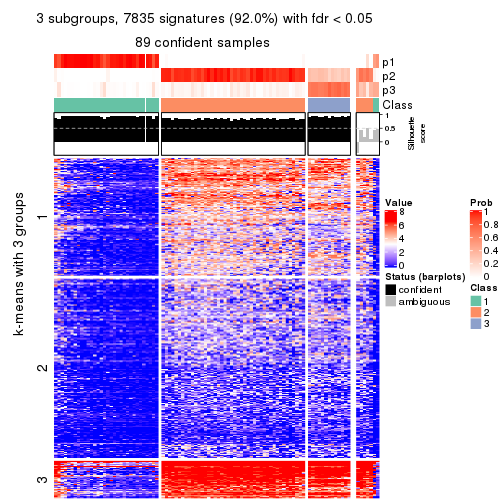 3 subgroups, 7835 signatures (92.0%) with fdr < 0.05
89 confident samples
p1
p2
p3
Class
1
0.5
0
Silhouette
score
k-means with 3 groups
1
2
3
Value
8
6
4
2
0
Status (barplots)
confident
ambiguous
Prob
1
0.8
0.6
0.4
0.2
0
Class
1
2
3